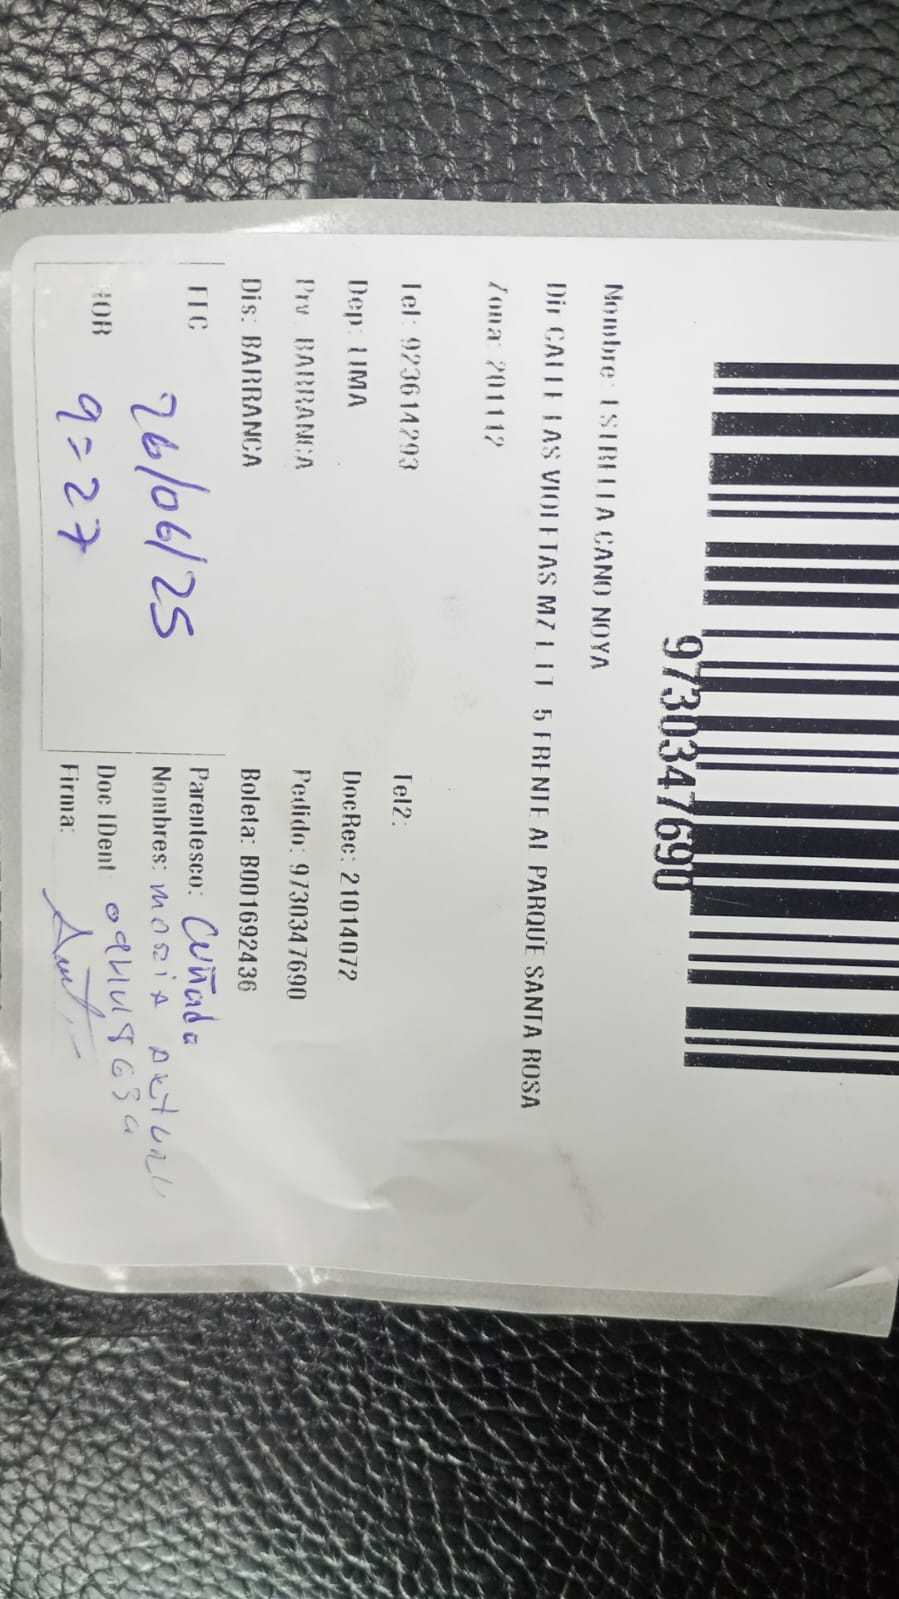 9730347690
Nombre: ESTRELLA CANO NOYA
Dir CALLE LAS VIOLETAS MZ L LT 5 FRENTE AL PARQUE SANTA ROSA
Zona: 201112
Tel: 923614293 Tel2:
Dep: LIMA DocRec: 21014072
Prv. BARRANCA Pedido: 9730347690
Dis: BARRANCA Boleta: B001692436
FEC 26/06/25 Parentesco: Cuñada
Nombres: maria
HOR 9=27 Doc IDent
Firma: